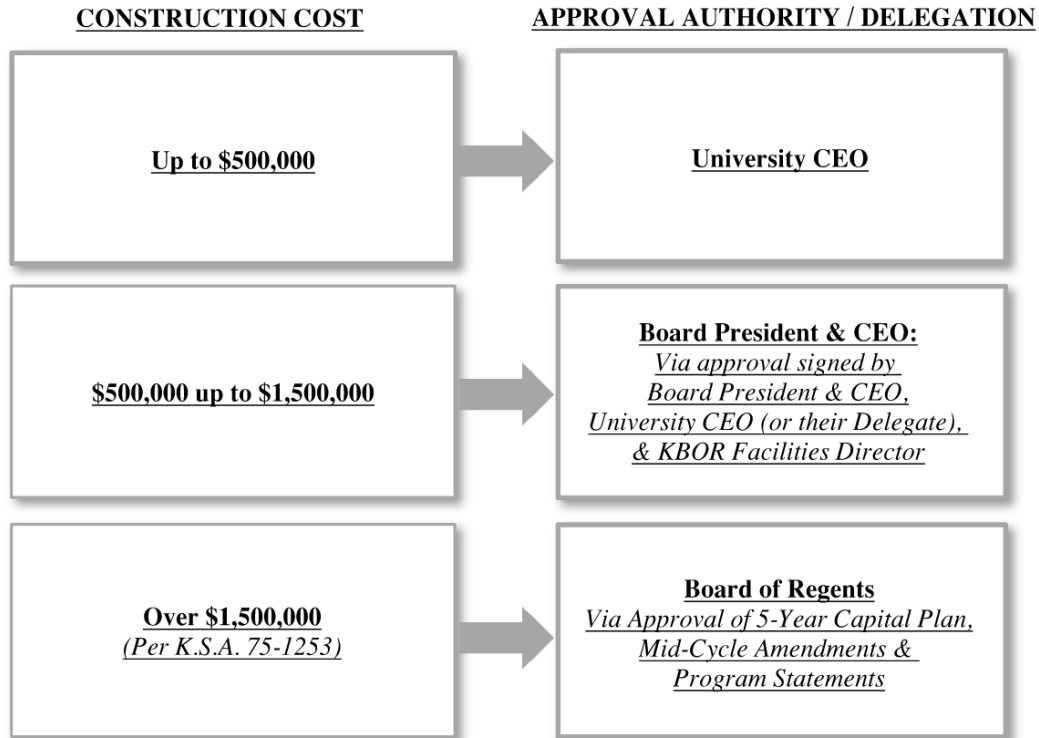 CONSTRUCTION COST
APPROVAL AUTHORITY / DELEGATION
Up to $500,000
University CEO
$500,000 up to $1,500,000
Board President & CEO:
Via approval signed by
Board President & CEO,
University CEO (or their Delegate),
& KBOR Facilities Director
Over $1,500,000
(Per K.S.A. 75-1253)
Board of Regents
Via Approval of 5-Year Capital Plan,
Mid-Cycle Amendments &
Program Statements